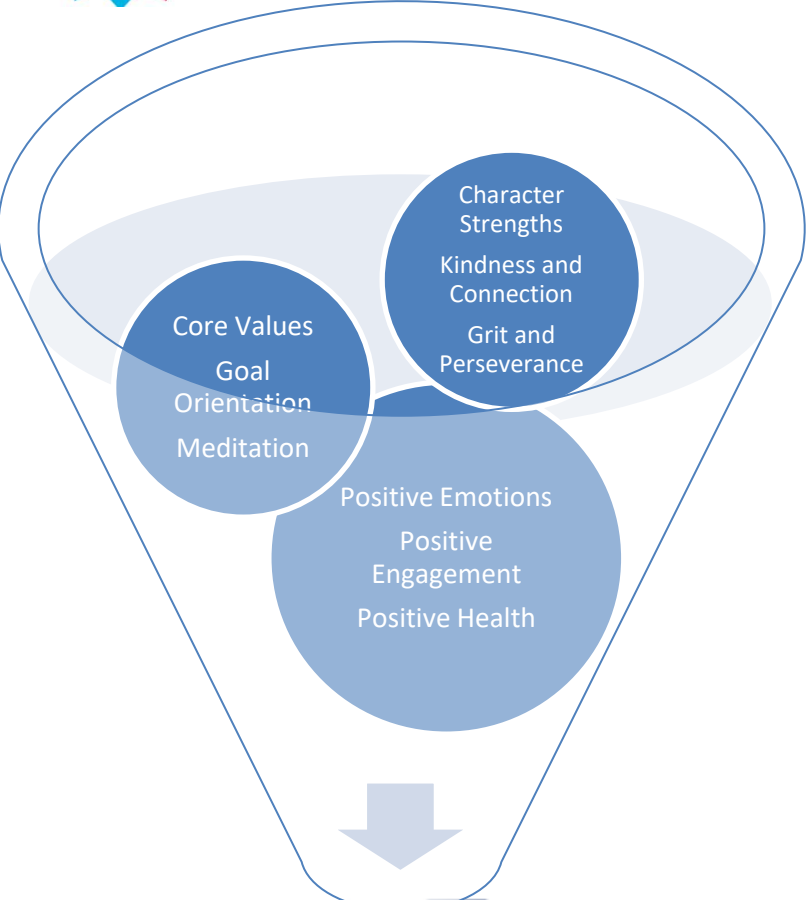 Character
Strengths
Kindness and
Connection
Grit and
Perseverance
Core Values
Goal
Orientation
Meditation
Positive Emotions
Positive
Engagement
Positive Health